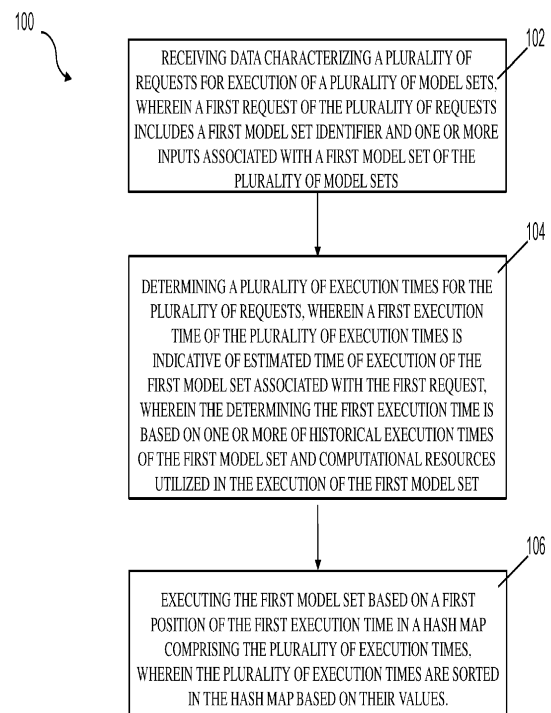 100
102
RECEIVING DATA CHARACTERIZING A PLURALITY OF
REQUESTS FOR EXECUTION OF A PLURALITY OF MODEL SETS,
WHEREIN A FIRST REQUEST OF THE PLURALITY OF REQUESTS
INCLUDES A FIRST MODEL SET IDENTIFIER AND ONE OR MORE
INPUTS ASSOCIATED WITH A FIRST MODEL SET OF THE
PLURALITY OF MODEL SETS
104
DETERMINING A PLURALITY OF EXECUTION TIMES FOR THE
PLURALITY OF REQUESTS, WHEREIN A FIRST EXECUTION
TIME OF THE PLURALITY OF EXECUTION TIMES IS
INDICATIVE OF ESTIMATED TIME OF EXECUTION OF THE
FIRST MODEL SET ASSOCIATED WITH THE FIRST REQUEST,
WHEREIN THE DETERMINING THE FIRST EXECUTION TIME IS
BASED ON ONE OR MORE OF HISTORICAL EXECUTION TIMES
OF THE FIRST MODEL SET AND COMPUTATIONAL RESOURCES
UTILIZED IN THE EXECUTION OF THE FIRST MODEL SET
106
EXECUTING THE FIRST MODEL SET BASED ON A FIRST
POSITION OF THE FIRST EXECUTION TIME IN A HASH MAP
COMPRISING THE PLURALITY OF EXECUTION TIMES,
WHEREIN THE PLURALITY OF EXECUTION TIMES ARE SORTED
IN THE HASH MAP BASED ON THEIR VALUES.